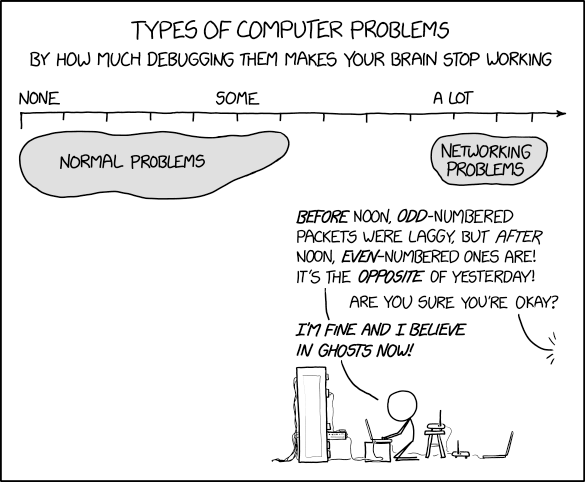 TYPES OF COMPUTER PROBLEMS
BY HOW MUCH DEBUGGING THEM MAKES YOUR BRAIN STOP WORKING
NONE SOME A LOT
NORMAL PROBLEMS
NETWORKING
PROBLEMS
BEFORE NOON, ODD-NUMBERED
PACKETS WERE LAGGY, BUT AFTER
NOON, EVEN-NUMBERED ONES ARE!
IT'S THE OPPOSITE OF YESTERDAY!
ARE YOU SURE YOU'RE OKAY?
I'M FINE AND I BELIEVE
IN GHOSTS NOW!